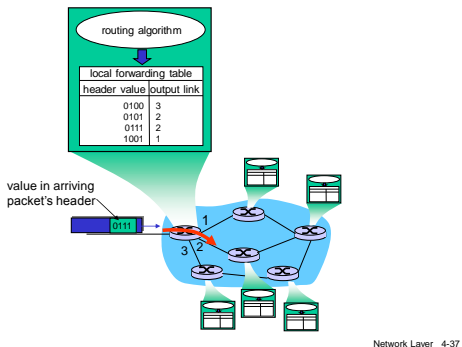 routing algorithm
local forwarding table
header value output link
0100 3
0101 2
0111 2
1001 1
value in arriving
packet's header
0111
1
2
3
Network Layer 4-37